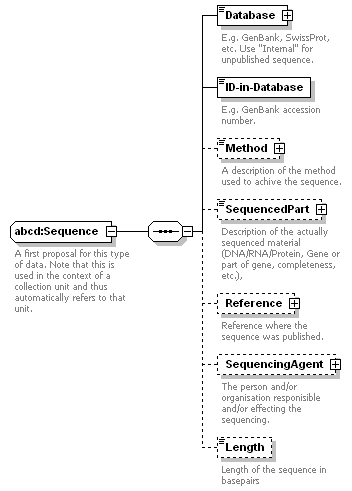 Database
E.g. GenBank, SwissProt,
etc. Use "Internal" for
unpublished sequence.
ID-in-Database
E.g. GenBank accession
number.
Method
A description of the method
used to achive the sequence.
abcd:Sequence
A first proposal for this type
of data. Note that this is
used in the context of a
collection unit and thus
automatically refers to that
unit.
SequencedPart
Description of the actually
sequenced material
(DNA/RNA/Protein, Gene or
part of gene, completeness,
etc.),
Reference
Reference where the
sequence was published.
SequencingAgent
The person and/or
organisation responisible
and/or effecting the
sequencing.
Length
Length of the sequence in
basepairs